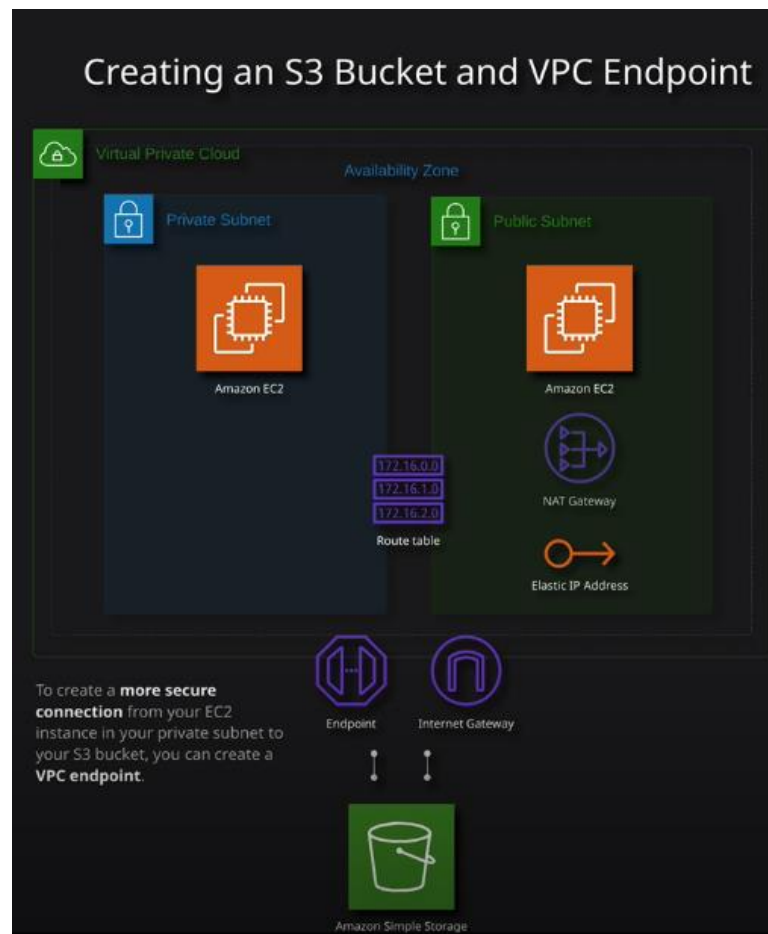 Creating an S3 Bucket and VPC Endpoint
Virtual Private Cloud
Availability Zone
Private Subnet
Public Subnet
Amazon EC2
Amazon EC2
172.16.0.0
172.16.1.0
172.16.2.0
Route table
NAT Gateway
Elastic IP Address
Endpoint
Internet Gateway
To create a more secure
connection from your EC2
instance in your private subnet to
your S3 bucket, you can create a
VPC endpoint.
Amazon Simple Storage